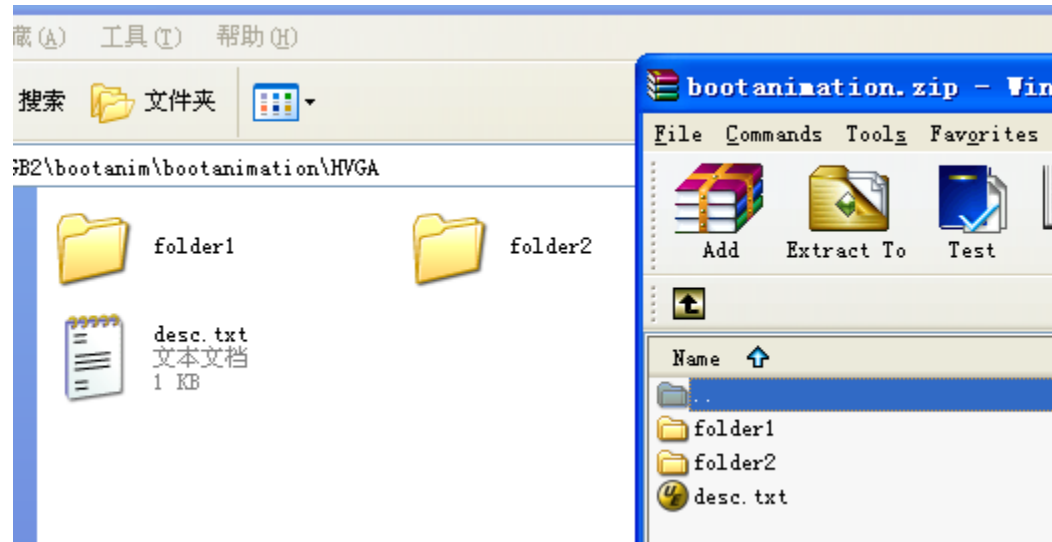 藏(A) 工具(T) 帮助(H)
搜索 文件夹
GB2\bootanim\bootanimation\HVGA
folder1
folder2
desc.txt
文本文档
1 KB
bootanimation.zip - Win
File Commands Tools Favorites
Add Extract To Test
Name
..
folder1
folder2
desc.txt